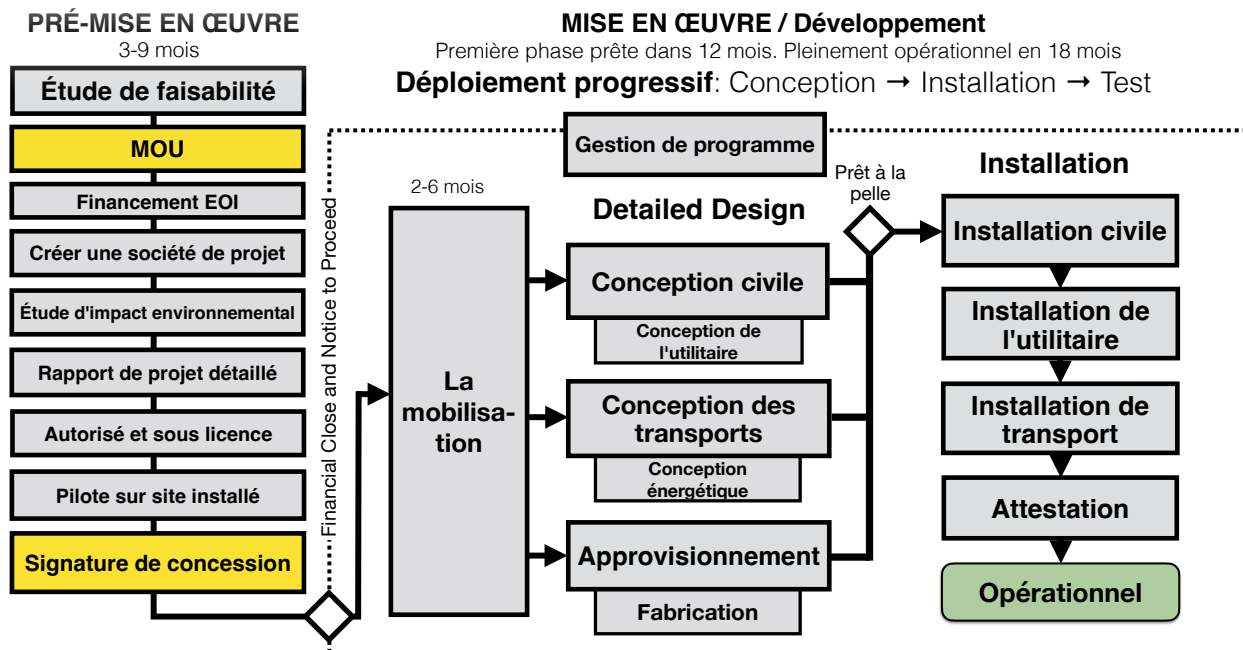 PRÉ-MISE EN ŒUVRE
3-9 mois
Étude de faisabilité
MOU
Financement EOI
Créer une société de projet
Étude d'impact environnemental
Rapport de projet détaillé
Autorisé et sous licence
Pilote sur site installé
Signature de concession
Financial Close and Notice to Proceed
MISE EN ŒUVRE / Développement
Première phase prête dans 12 mois. Pleinement opérationnel en 18 mois
Déploiement progressif: Conception → Installation → Test
Gestion de programme
2-6 mois
La
mobilisa-
tion
Detailed Design
Conception civile
Conception de
l'utilitaire
Conception des
transports
Conception
énergétique
Approvisionnement
Fabrication
Prêt à la
pelle
Installation
Installation civile
Installation de
l'utilitaire
Installation de
transport
Attestation
Opérationnel